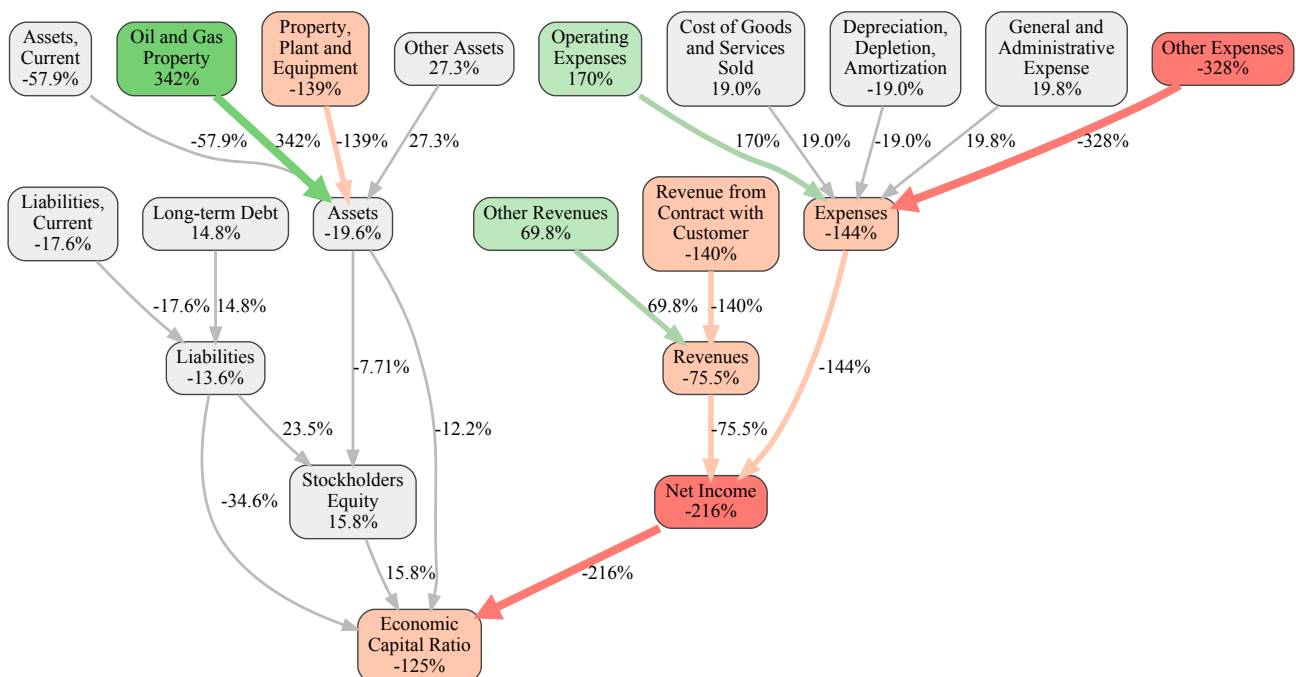 Assets,
Current
-57.9%
Oil and Gas
Property
342%
Property,
Plant and
Equipment
-139%
Other Assets
27.3%
Operating
Expenses
170%
Cost of Goods
and Services
Sold
19.0%
Depreciation,
Depletion,
Amortization
-19.0%
General and
Administrative
Expense
19.8%
Other Expenses
-328%
-57.9%
342%
-139%
27.3%
170%
19.0%
-19.0%
19.8%
-328%
Liabilities,
Current
-17.6%
Long-term Debt
14.8%
Assets
-19.6%
Other Revenues
69.8%
Revenue from
Contract with
Customer
-140%
Expenses
-144%
-17.6%
14.8%
69.8%
-140%
Liabilities
-13.6%
-7.71%
Revenues
-75.5%
-144%
23.5%
-12.2%
-75.5%
-34.6%
Stockholders
Equity
15.8%
Net Income
-216%
15.8%
-216%
Economic
Capital Ratio
-125%